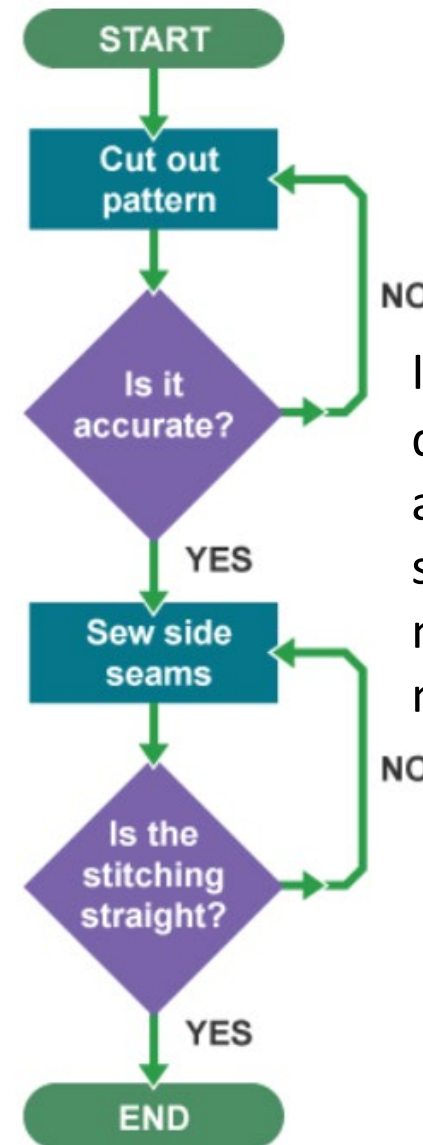 START
Cut out
pattern
Is it
accurate?
YES
Sew side
seams
Is the
stitching
straight?
YES
END